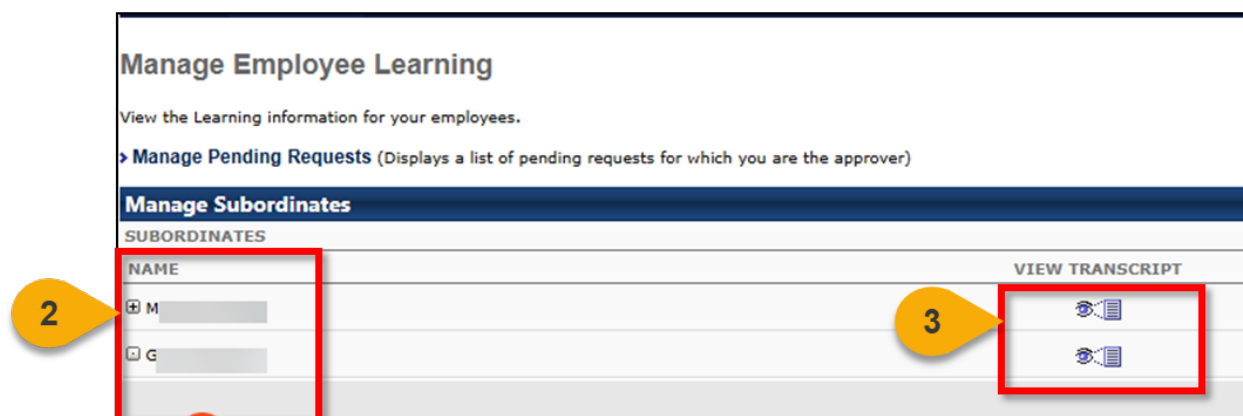 Manage Employee Learning
View the Learning information for your employees.
Manage Pending Requests (Displays a list of pending requests for which you are the approver)
Manage Subordinates
SUBORDINATES
NAME VIEW TRANSCRIPT
2 M 3
G